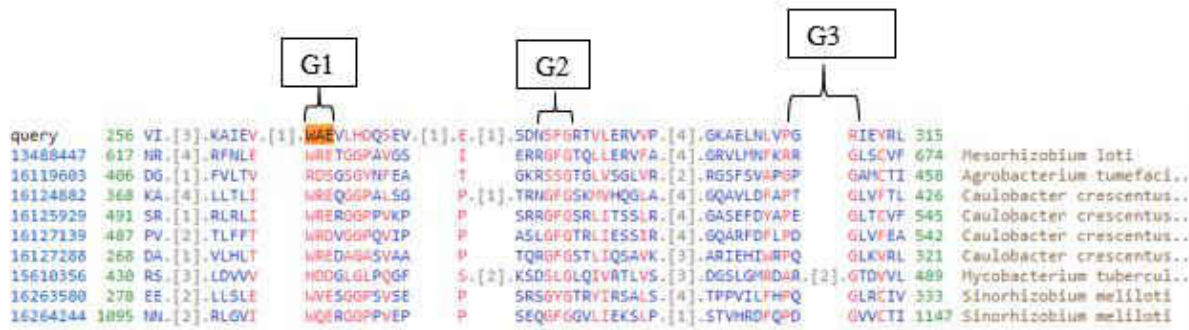 G1 G2 G3
query 256 VI.[3].KAIEV.[1].WAEVLHDQSEV.[1].E.[1].SDNSFGRTVLERVVP.[4].GKAELNLVPG RIEYRL 315
13488447 617 NR.[4].RFNLE WRETGGPAVGS I ERRGFGTQLLERVFA.[4].GRVLMNFKRR GLSCVF 674 Mesorhizobium loti
16119603 406 DG.[1].FVLTV RDSGSGYNFEA T GKRSSGTGLVSGLVR.[2].RGSFSVAPGP GAMCTI 458 Agrobacterium tumefaci..
16124882 368 KA.[4].LLTLI WREQGGPALSG P.[1].TRNGFGSKMVHQGLA.[4].GQAVLDFAPT GLVFTL 426 Caulobacter crescentus..
16125929 491 SR.[1].RLRLI WRERGGPPVKP P SRRGFGSRLITSSLR.[4].GASEFDYAPE GLTCVF 545 Caulobacter crescentus..
16127139 487 PV.[2].TLFFT WRDVGGPQVIP P ASLGFGTRLIESSIR.[4].GQARFDFLPD GLVFEA 542 Caulobacter crescentus..
16127288 268 DA.[1].VLHLT WREDAGASVAA P TQRGFGSTLIQSAVK.[3].ARIEHIWRPQ GLKVRL 321 Caulobacter crescentus..
15610356 430 RS.[3].LDVVV HDDGLGLPQGF S.[2].KSDSLGLQIVRTLVS.[3].DGSLGMRDAR.[2].GTDVVL 489 Mycobacterium tubercul..
16263580 278 EE.[2].LLSLE WVESGGPSVSE P SRSGYGTRYIRSALS.[4].TPPVILFHPQ GLRCIV 333 Sinorhizobium meliloti
16264244 1095 NN.[2].RLGVI WQERGGPPVEP P SEQGFGGVLIEKSLP.[1].STVHRDFQPD GVVCTI 1147 Sinorhizobium meliloti